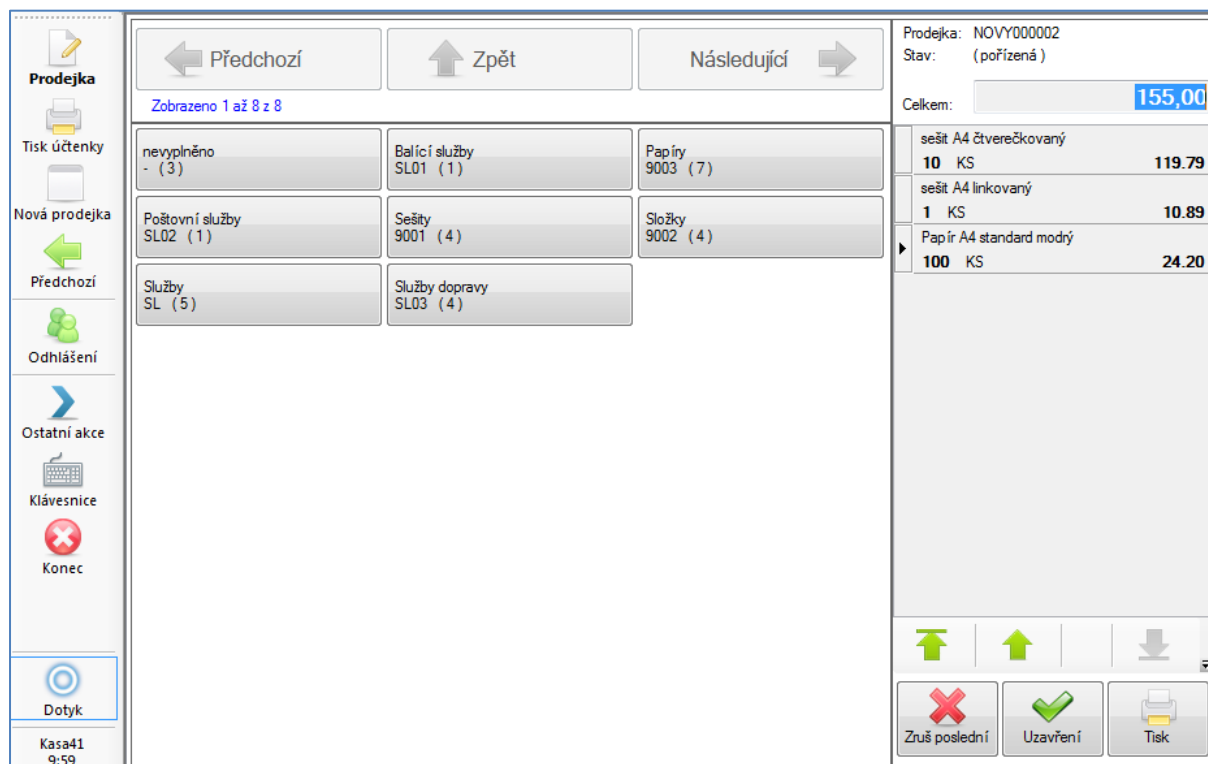 Prodejka
Tisk účtenky
Nová prodejka
Předchozí
Odhlášení
Ostatní akce
Klávesnice
Konec
Dotyk
Kasa41
9:59
Předchozí
Zpět
Následující
Zobrazeno 1 až 8 z 8
nevyplněno
- (3)
Balící služby
SL01 (1)
Papíry
9003 (7)
Poštovní služby
SL02 (1)
Sešity
9001 (4)
Složky
9002 (4)
Služby
SL (5)
Služby dopravy
SL03 (4)
Prodejka: NOVY000002
Stav: (pořízená)
Celkem: 155,00
sešit A4 čtverečkovaný
10 KS 119.79
sešit A4 linkovaný
1 KS 10.89
Papír A4 standard modrý
100 KS 24.20
Zruš poslední
Uzavření
Tisk